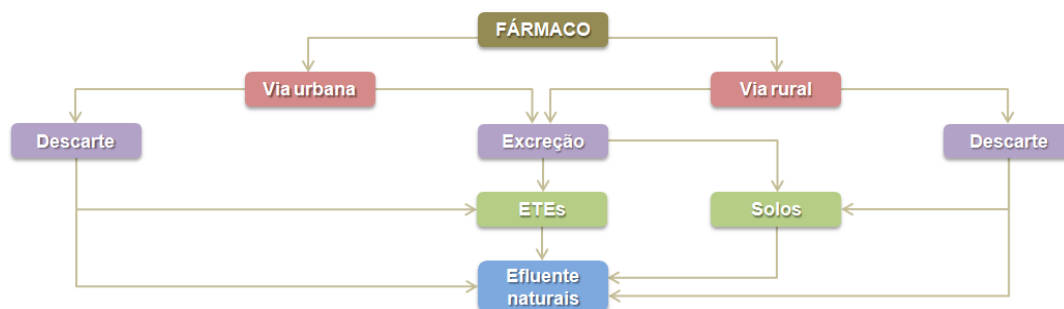 FÁRMACO
Via urbana
Via rural
Descarte
Excreção
Descarte
ETEs
Solos
Efluente
naturais